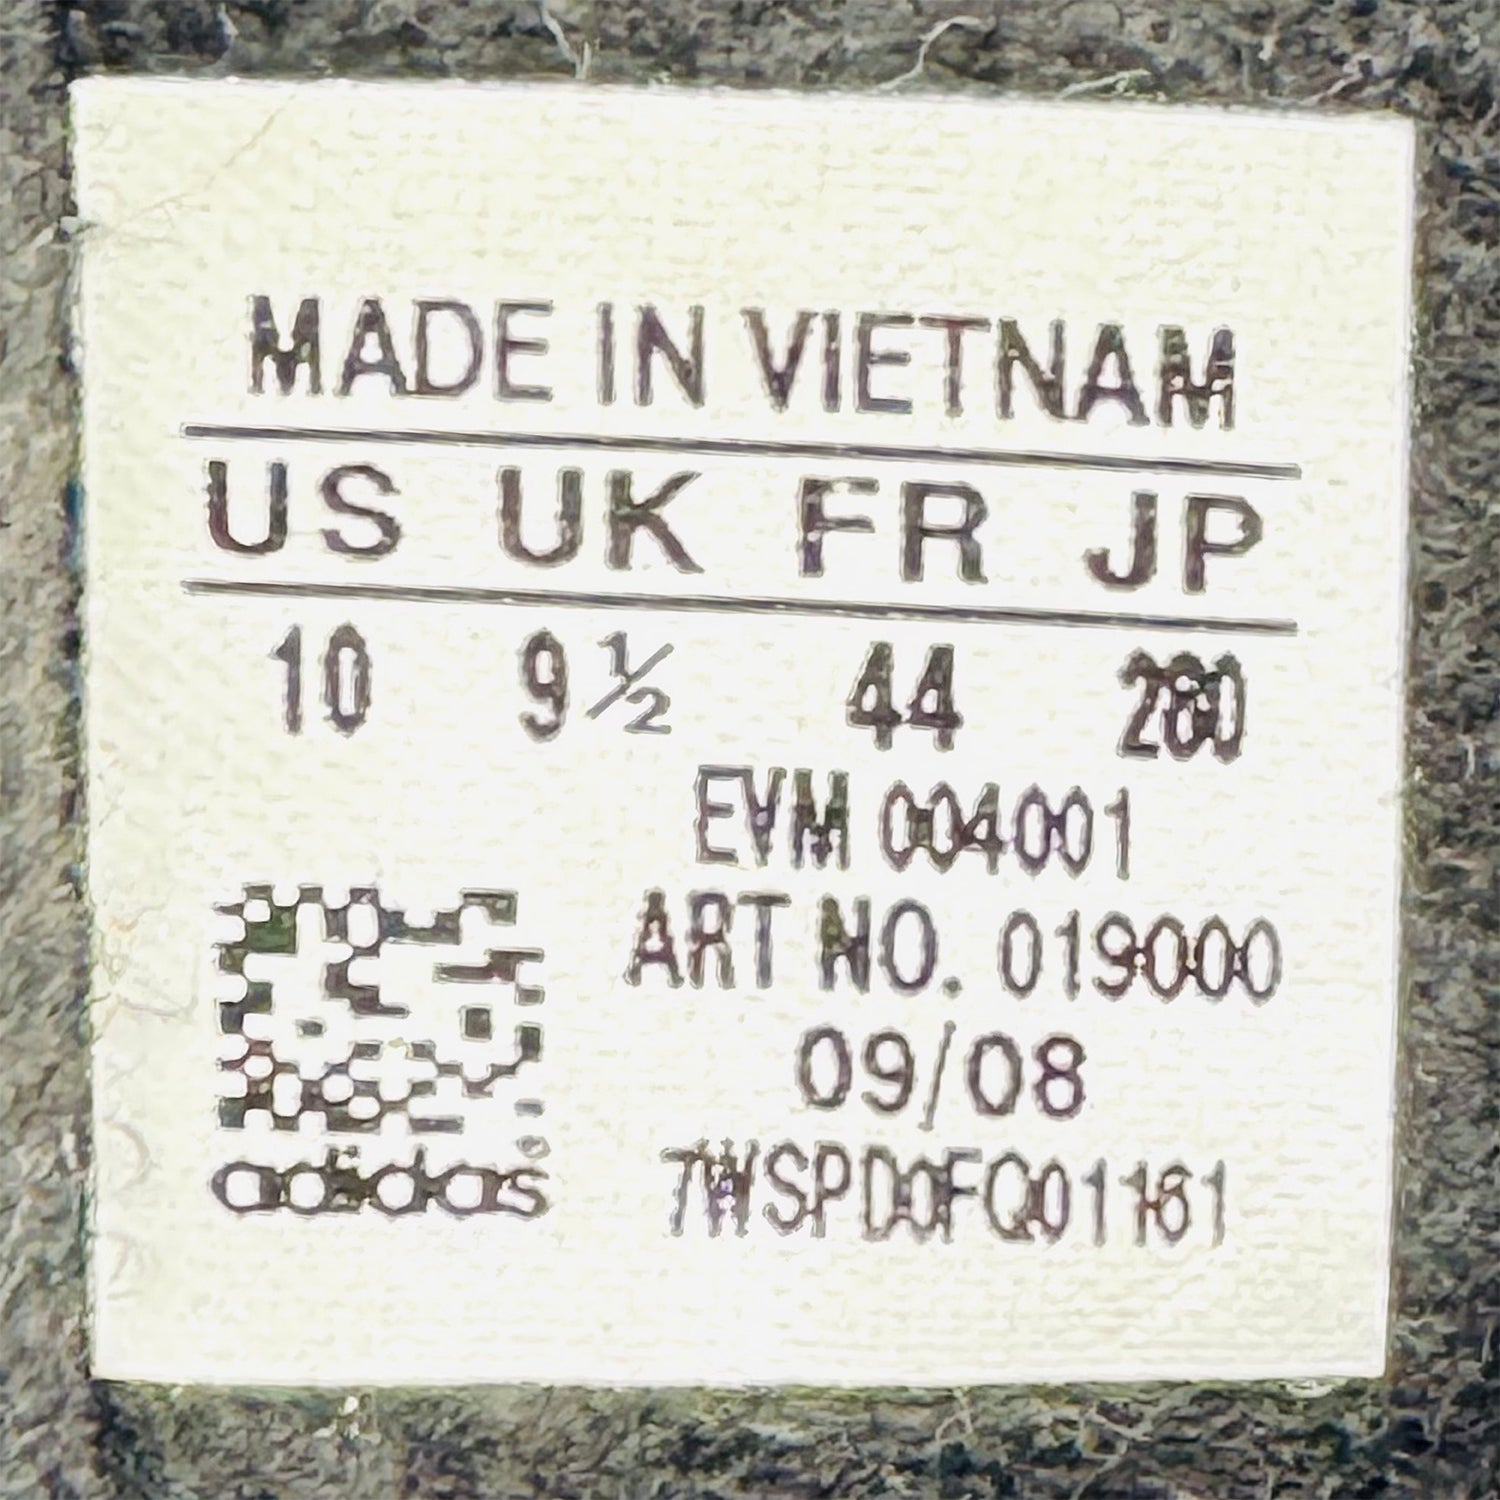 MADE IN VIETNAM
US UK FR JP
10 9½ 44 280
EVM 004001
ART NO. 019000
09/08
7WSPD0FQ01161
adidas